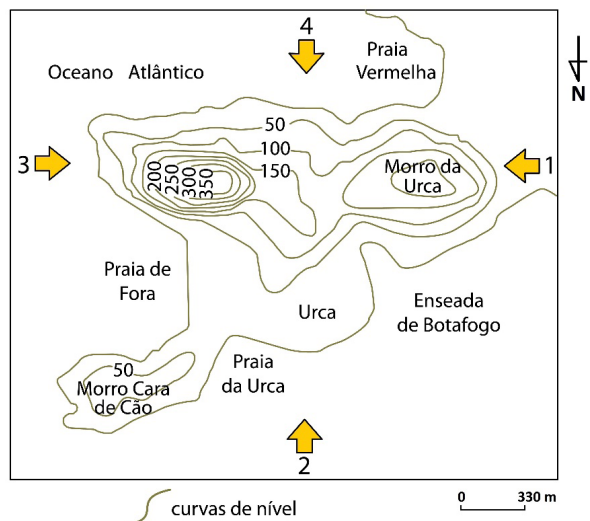 4
Praia
Vermelha
N
Oceano Atlântico
50
100
150
200
250
300
350
3
Morro da
Urca
1
Praia de
Fora
Urca
Enseada
de Botafogo
50
Morro Cara
de Cão
Praia
da Urca
2
0 330 m
curvas de nível